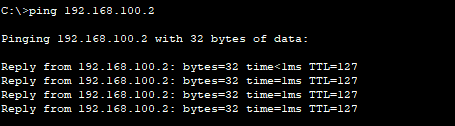 C:\>ping 192.168.100.2
Pinging 192.168.100.2 with 32 bytes of data:
Reply from 192.168.100.2: bytes=32 time<1ms TTL=127
Reply from 192.168.100.2: bytes=32 time=1ms TTL=127
Reply from 192.168.100.2: bytes=32 time=1ms TTL=127
Reply from 192.168.100.2: bytes=32 time=1ms TTL=127